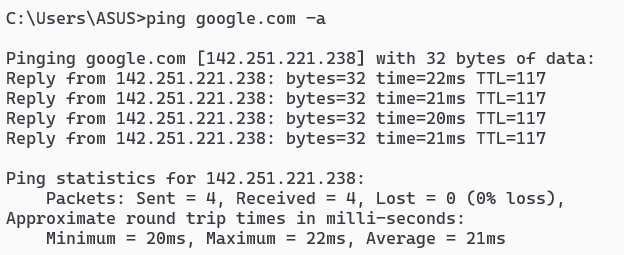 C:\Users\ASUS>ping google.com -a
Pinging google.com [142.251.221.238] with 32 bytes of data:
Reply from 142.251.221.238: bytes=32 time=22ms TTL=117
Reply from 142.251.221.238: bytes=32 time=21ms TTL=117
Reply from 142.251.221.238: bytes=32 time=20ms TTL=117
Reply from 142.251.221.238: bytes=32 time=21ms TTL=117
Ping statistics for 142.251.221.238:
    Packets: Sent = 4, Received = 4, Lost = 0 (0% loss),
Approximate round trip times in milli-seconds:
    Minimum = 20ms, Maximum = 22ms, Average = 21ms